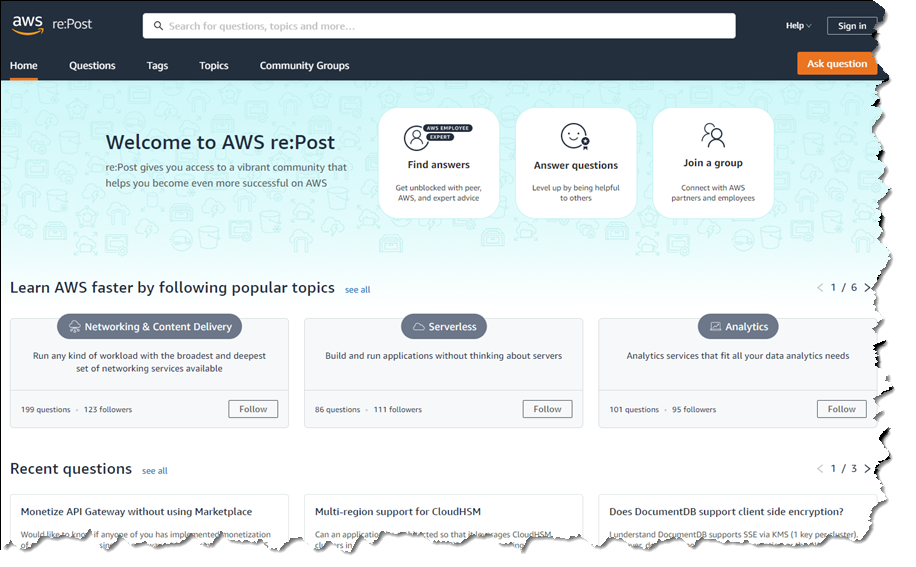 aws re:Post
Search for questions, topics and more...
Help
Sign in
Home Questions Tags Topics Community Groups
Ask question
Welcome to AWS re:Post
re:Post gives you access to a vibrant community that
helps you become even more successful on AWS
AWS EMPLOYEE
EXPERT
Find answers
Get unblocked with peer,
AWS, and expert advice
Answer questions
Level up by being helpful
to others
Join a group
Connect with AWS
partners and employees
Learn AWS faster by following popular topics see all
1 / 6
Networking & Content Delivery
Run any kind of workload with the broadest and deepest
set of networking services available
199 questions · 123 followers
Follow
Serverless
Build and run applications without thinking about servers
86 questions · 111 followers
Follow
Analytics
Analytics services that fit all your data analytics needs
101 questions · 95 followers
Follow
Recent questions see all
1 / 3
Monetize API Gateway without using Marketplace
Would like to know if anyone of you has implemented monetization
Multi-region support for CloudHSM
Can an application be architected so that it leverages CloudHSM
Does DocumentDB support client side encryption?
I understand DocumentDB supports SSE via KMS (1 key per cluster).